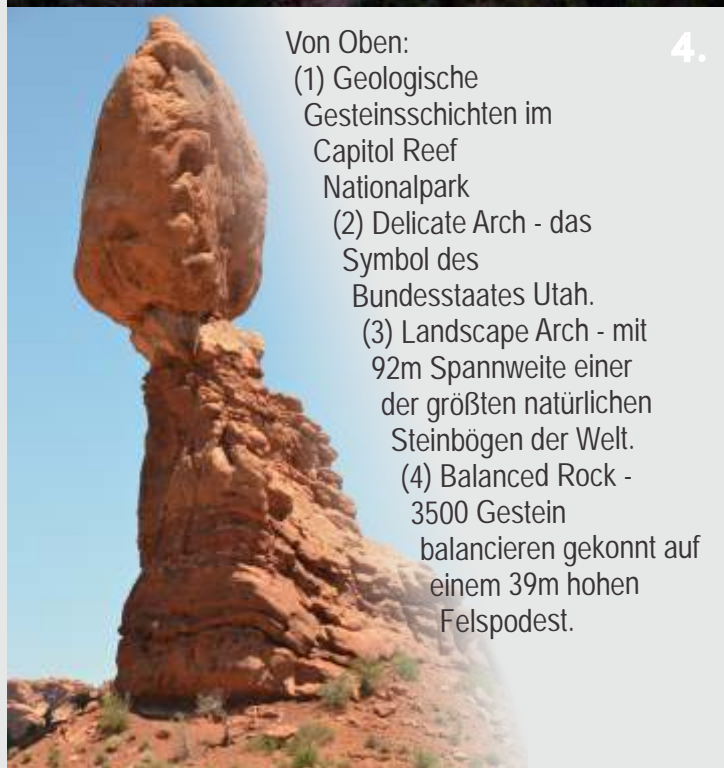 Von Oben:
4.
(1) Geologische
Gesteinsschichten im
Capitol Reef
Nationalpark
(2) Delicate Arch - das
Symbol des
Bundesstaates Utah.
(3) Landscape Arch - mit
92m Spannweite einer
der größten natürlichen
Steinbögen der Welt.
(4) Balanced Rock -
3500 Gestein
balancieren gekonnt auf
einem 39m hohen
Felspodest.